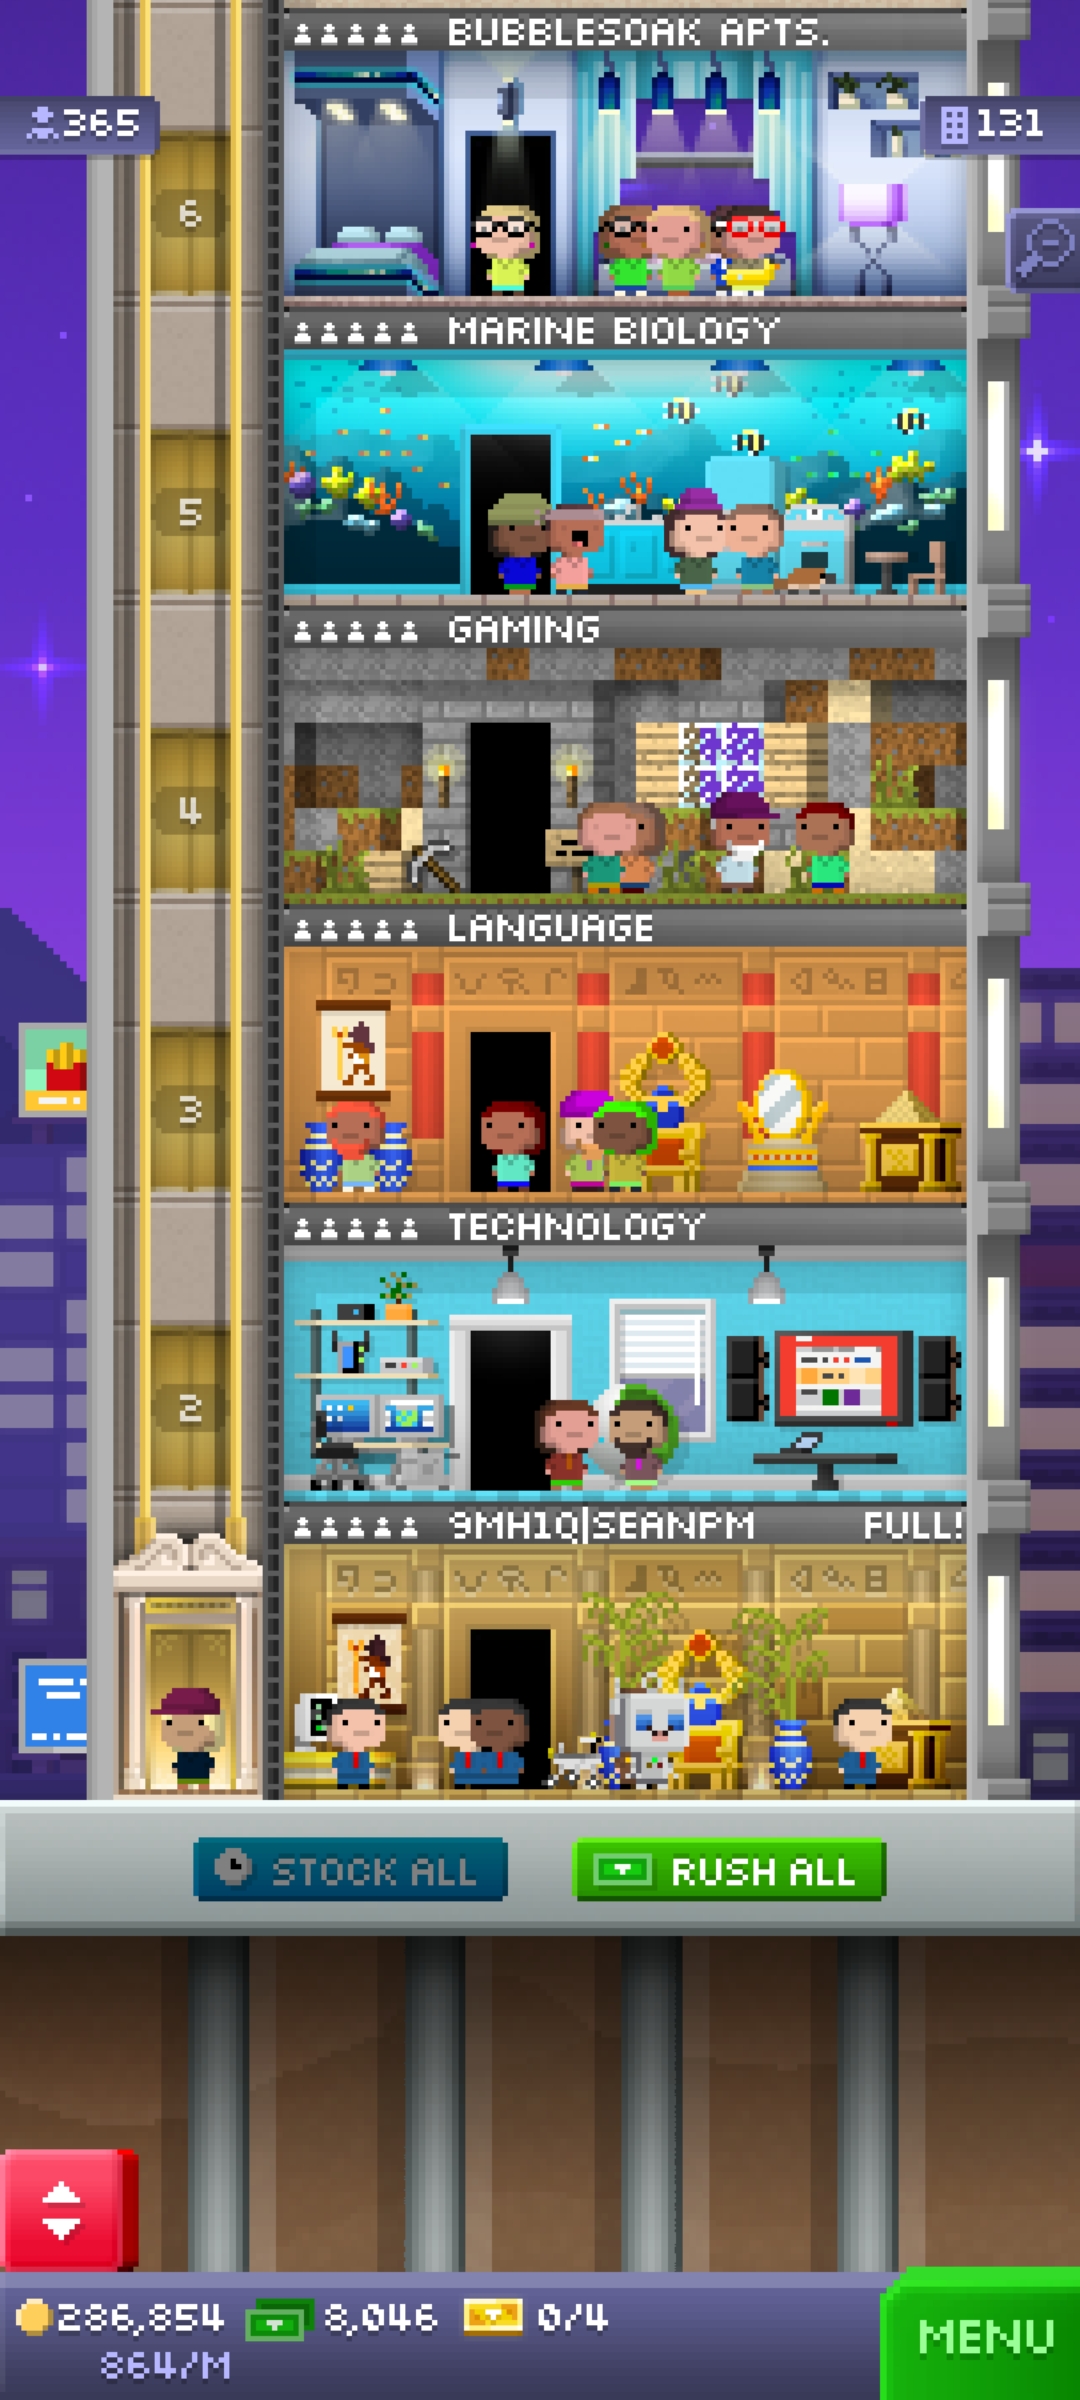 BUBBLESOAK APTS.
365
131
6
MARINE BIOLOGY
5
GAMING
4
LANGUAGE
3
TECHNOLOGY
2
9MH1Q|SEANPM FULL!
STOCK ALL
RUSH ALL
286,854 8,046 0/4
864/M
MENU